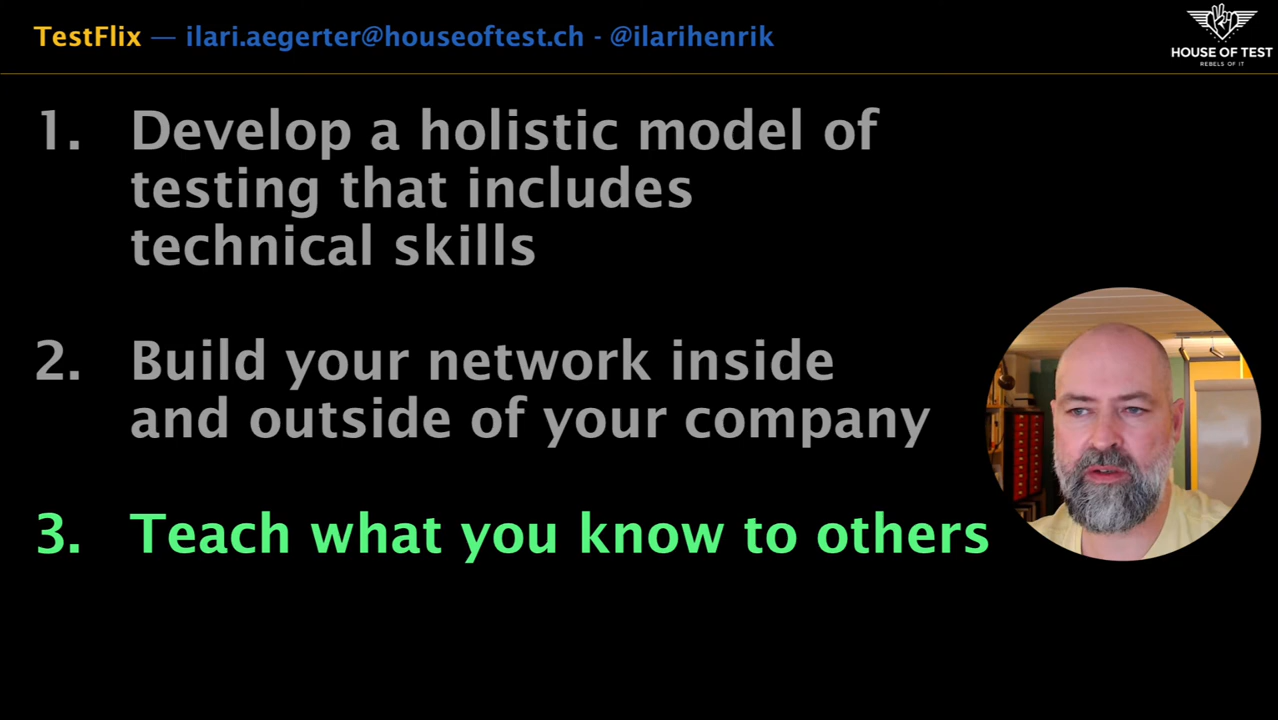 TestFlix — ilari.aegerter@houseoftest.ch - @ilarihenrik
HOUSE OF TEST
REBELS OF IT
1. Develop a holistic model of
testing that includes
technical skills
2. Build your network inside
and outside of your company
3. Teach what you know to others